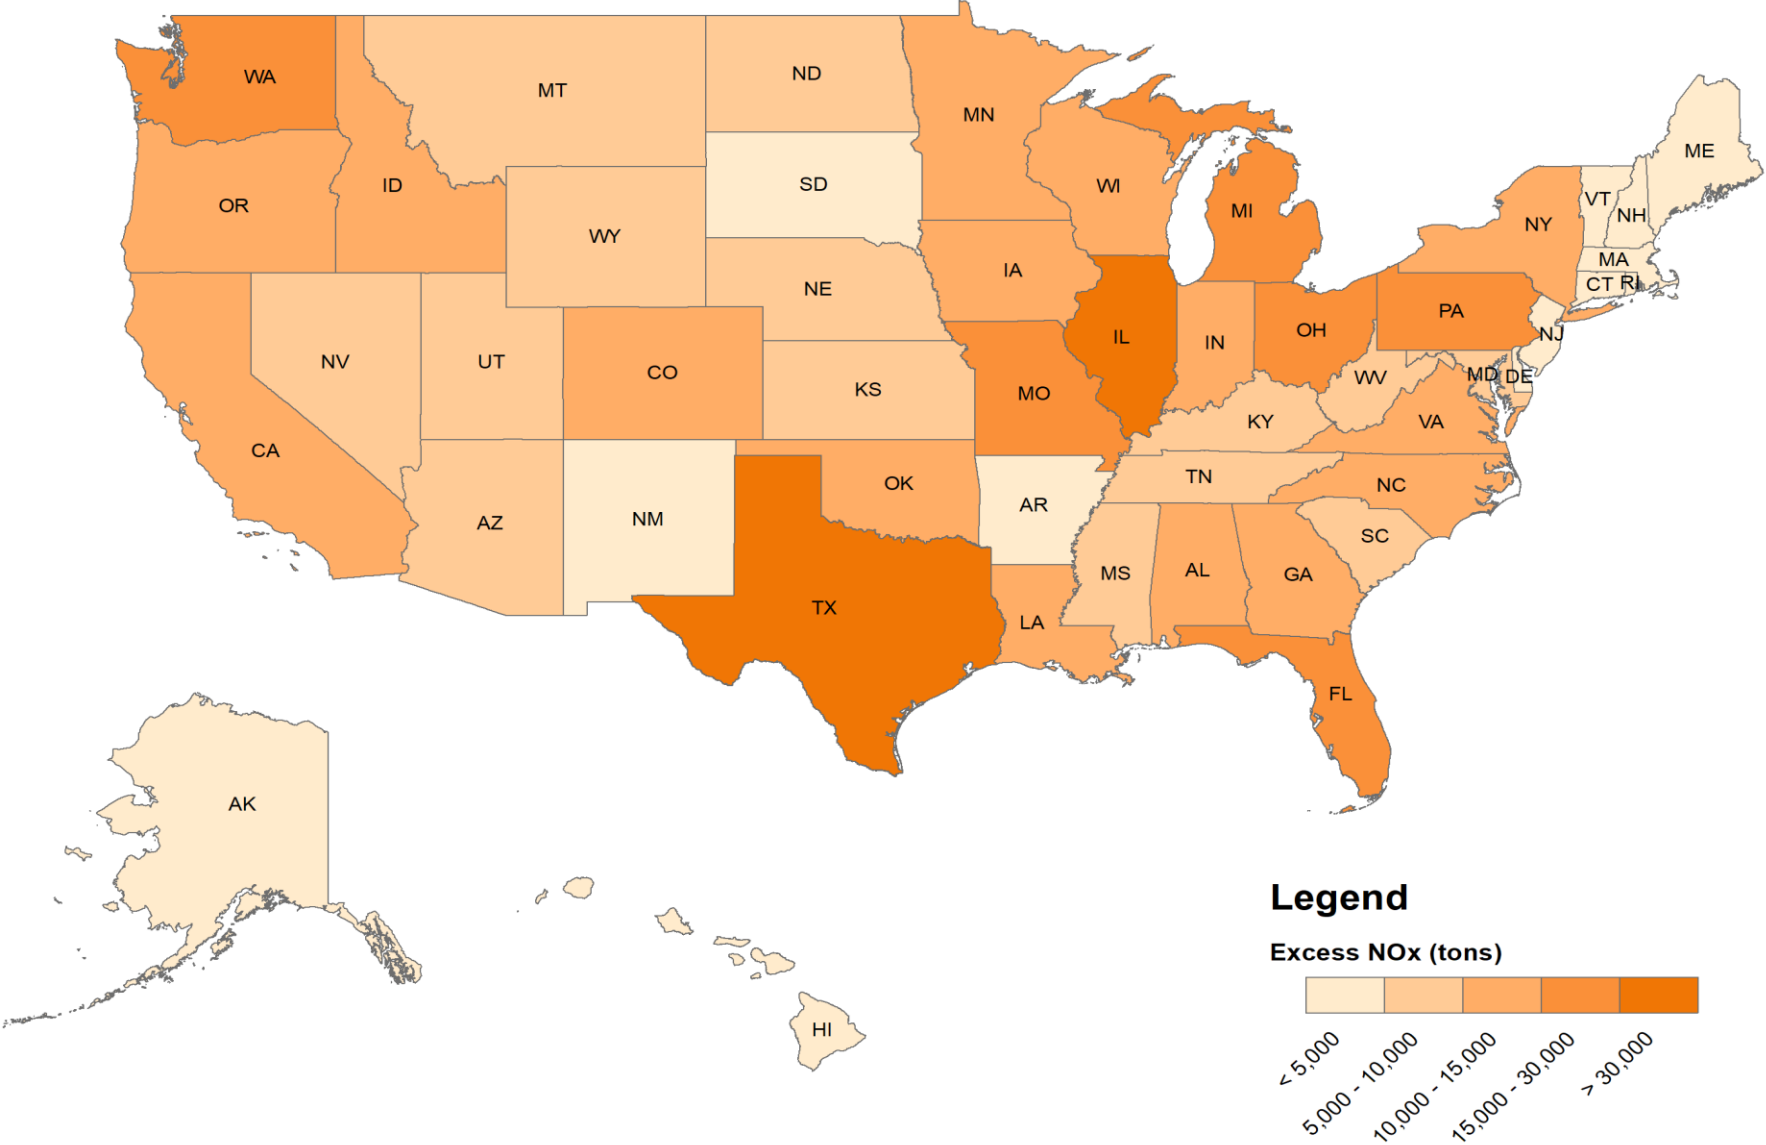 WA
MT
ND
MN
ME
ID
SD
WI
OR
MI
VT
NH
NY
WY
MA
IA
NE
CT
RI
PA
NV
UT
CO
KS
MO
IL
IN
OH
NJ
WV
MD
DE
KY
VA
CA
TN
NC
OK
AR
AZ
NM
SC
MS
AL
GA
TX
LA
FL
AK
HI
Legend
Excess NOx (tons)
< 5,000
5,000 - 10,000
10,000 - 15,000
15,000 - 30,000
> 30,000